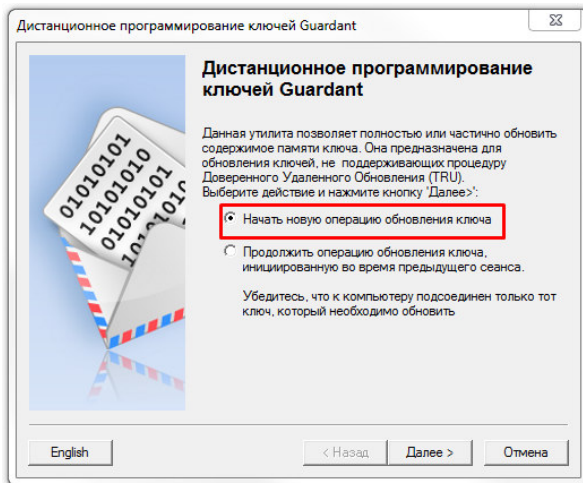 Дистанционное программирование ключей Guardant
Дистанционное программирование
ключей Guardant
Данная утилита позволяет полностью или частично обновить
содержимое памяти ключа. Она предназначена для
обновления ключей, не поддерживающих процедуру
Доверенного Удаленного Обновления (TRU).
Выберите действие и нажмите кнопку 'Далее>':
Начать новую операцию обновления ключа
Продолжить операцию обновления ключа,
инициированную во время предыдущего сеанса.
Убедитесь, что к компьютеру подсоединен только тот
ключ, который необходимо обновить
01010101
10101010
01010101
English
< Назад
Далее >
Отмена